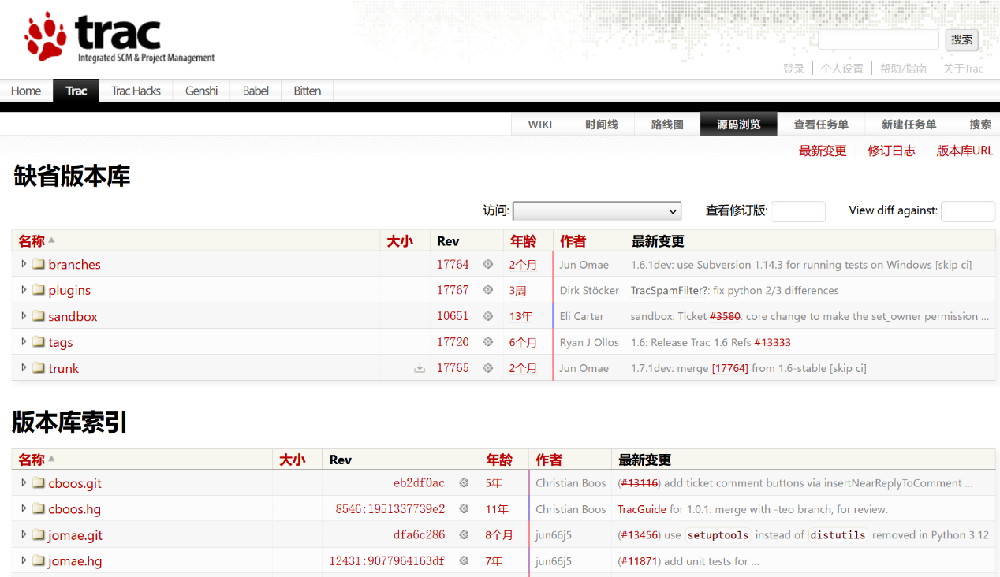 trac
Integrated SCM & Project Management
搜索
登录 个人设置 帮助/指南 关于Trac
Home Trac Trac Hacks Genshi Babel Bitten
WIKI 时间线 路线图 源码浏览 查看任务单 新建任务单 搜索
最新变更 修订日志 版本库URL
缺省版本库
访问: 查看修订版: View diff against:
名称 大小 Rev 年龄 作者 最新变更
branches 17764 2个月 Jun Omae 1.6.1dev: use Subversion 1.14.3 for running tests on Windows [skip ci]
plugins 17767 3周 Dirk Stöcker TracSpamFilter?: fix python 2/3 differences
sandbox 10651 13年 Eli Carter sandbox: Ticket #3580: core change to make the set_owner permission ...
tags 17720 6个月 Ryan J Ollos 1.6: Release Trac 1.6 Refs #13333
trunk 17765 2个月 Jun Omae 1.7.1dev: merge [17764] from 1.6-stable [skip ci]
版本库索引
名称 大小 Rev 年龄 作者 最新变更
cboos.git eb2df0ac 5年 Christian Boos (#13116) add ticket comment buttons via insertNearReplyToComment ...
cboos.hg 8546:1951337739e2 11年 Christian Boos TracGuide for 1.0.1: merge with -teo branch, for review.
jomae.git dfa6c286 8个月 jun66j5 (#13456) use setuptools instead of distutils removed in Python 3.12
jomae.hg 12431:9077964163df 7年 jun66j5 (#11871) add unit tests for ...